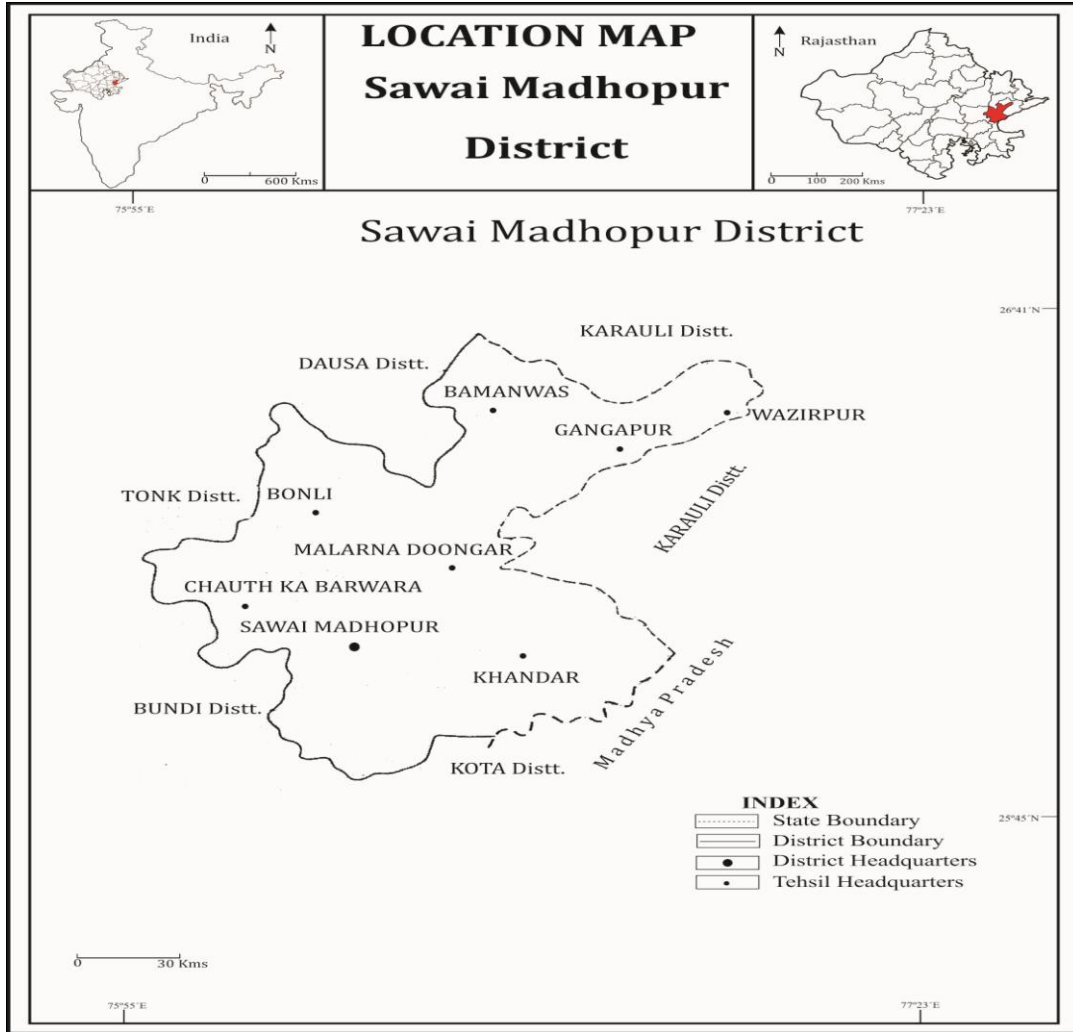 India
N
0 600 Kms
LOCATION MAP
Sawai Madhopur
District
Rajasthan
N
0 100 200 Kms
75°55´E
77°23´E
Sawai Madhopur District
26°41´N
KARAULI Distt.
DAUSA Distt.
BAMANWAS
WAZIRPUR
GANGAPUR
KARAULI Distt.
TONK Distt.
BONLI
MALARNA DOONGAR
CHAUTH KA BARWARA
SAWAI MADHOPUR
KHANDAR
BUNDI Distt.
Madhya Pradesh
KOTA Distt.
INDEX
State Boundary
District Boundary
District Headquarters
Tehsil Headquarters
25°45´N
0 30 Kms
75°55´E
77°23´E